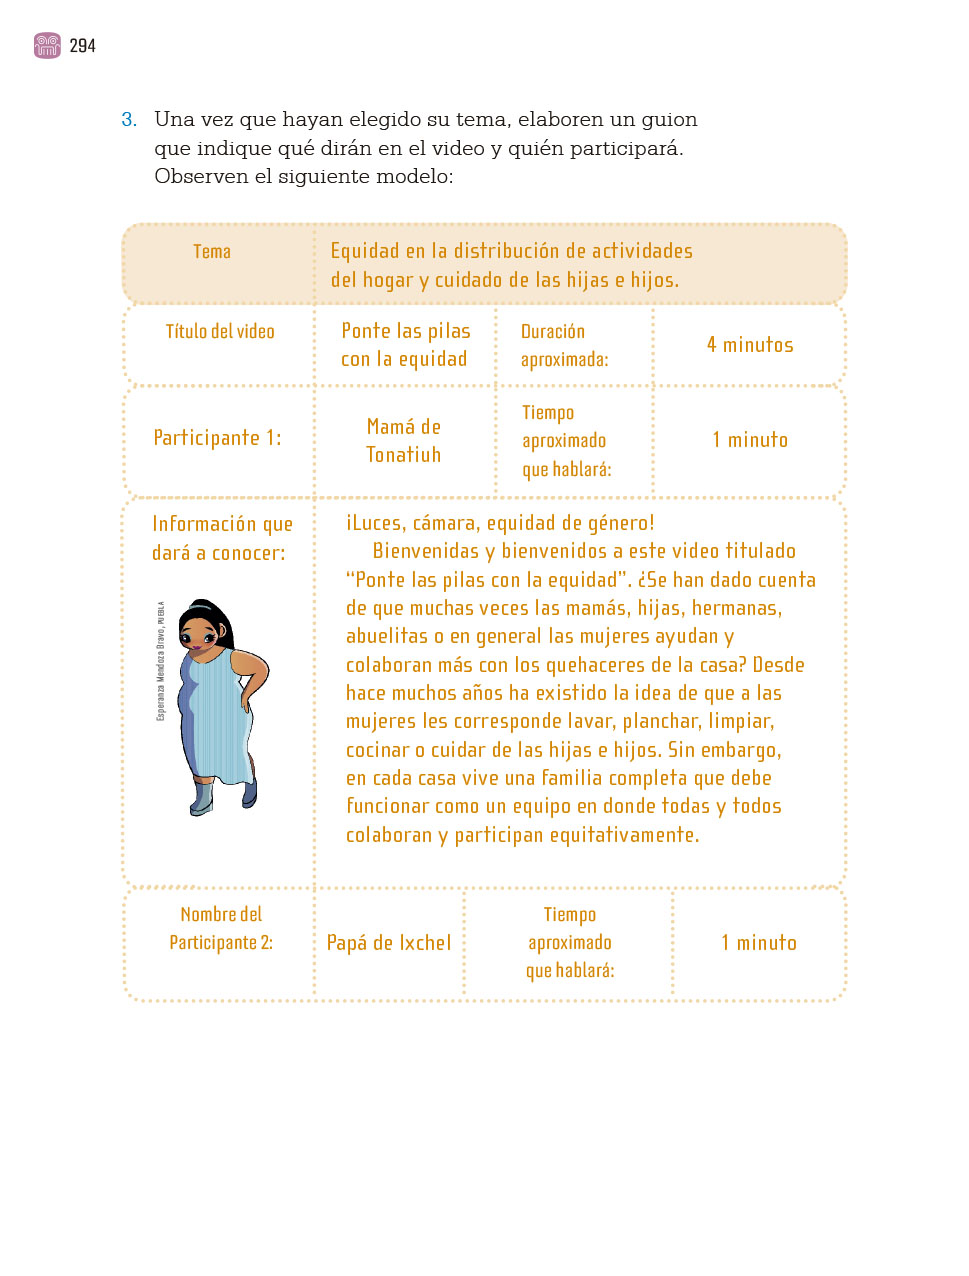 294
3. Una vez que hayan elegido su tema, elaboren un guion
que indique qué dirán en el video y quién participará.
Observen el siguiente modelo:
Tema
Equidad en la distribución de actividades
del hogar y cuidado de las hijas e hijos.
Título del video
Ponte las pilas
con la equidad
Duración
aproximada:
4 minutos
Participante 1:
Mamá de
Tonatiuh
Tiempo
aproximado
que hablará:
1 minuto
Información que
dará a conocer:
Esperanza Mendoza Bravo, PUEBLA
¡Luces, cámara, equidad de género!
Bienvenidas y bienvenidos a este video titulado
“Ponte las pilas con la equidad”. ¿Se han dado cuenta
de que muchas veces las mamás, hijas, hermanas,
abuelitas o en general las mujeres ayudan y
colaboran más con los quehaceres de la casa? Desde
hace muchos años ha existido la idea de que a las
mujeres les corresponde lavar, planchar, limpiar,
cocinar o cuidar de las hijas e hijos. Sin embargo,
en cada casa vive una familia completa que debe
funcionar como un equipo en donde todas y todos
colaboran y participan equitativamente.
Nombre del
Participante 2:
Papá de Ixchel
Tiempo
aproximado
que hablará:
1 minuto